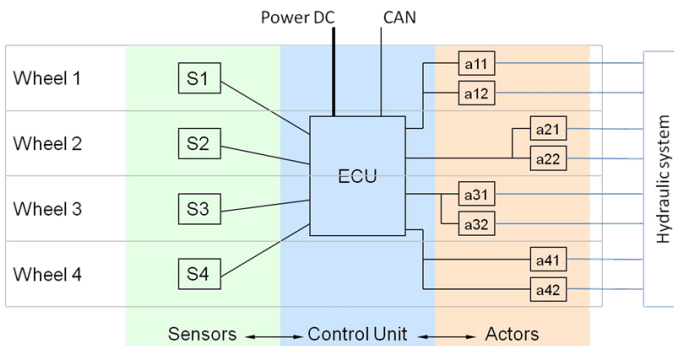 Power DC CAN
Wheel 1 S1 a11
a12
Wheel 2 S2 a21
a22
ECU
Wheel 3 S3 a31
a32
Wheel 4 S4 a41
a42
Hydraulic system
Sensors Control Unit Actors